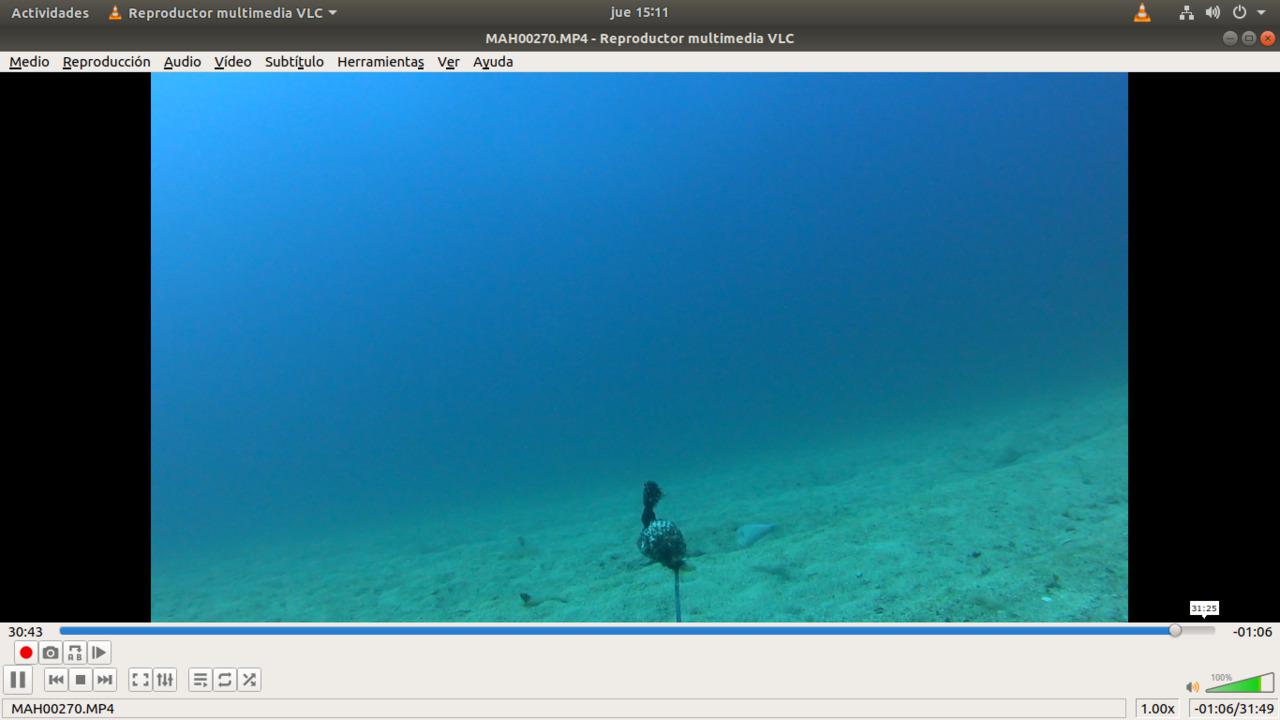 Actividades Reproductor multimedia VLC jue 15:11
MAH00270.MP4 - Reproductor multimedia VLC
Medio Reproducción Audio Vídeo Subtítulo Herramientas Ver Ayuda
31:25
30:43 -01:06
A B
100%
MAH00270.MP4 1.00x -01:06/31:49